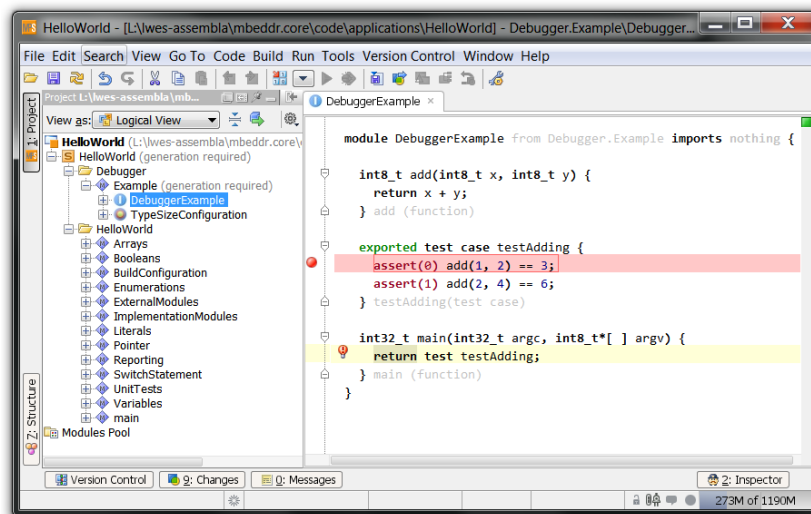 HelloWorld - [L:\lwes-assembla\mbeddr.core\code\applications\HelloWorld] - Debugger.Example\Debugger...
File Edit Search View Go To Code Build Run Tools Version Control Window Help
1: Project
Project L:\lwes-assembla\mb...
View as: Logical View
HelloWorld (L:\lwes-assembla\mbeddr.core\
HelloWorld (generation required)
Debugger
Example (generation required)
DebuggerExample
TypeSizeConfiguration
HelloWorld
Arrays
Booleans
BuildConfiguration
Enumerations
ExternalModules
ImplementationModules
Literals
Pointer
Reporting
SwitchStatement
UnitTests
Variables
main
Modules Pool
Z: Structure
DebuggerExample ×
module DebuggerExample from Debugger.Example imports nothing {
int8_t add(int8_t x, int8_t y) {
return x + y;
} add (function)
exported test case testAdding {
assert(0) add(1, 2) == 3;
assert(1) add(2, 4) == 6;
} testAdding(test case)
int32_t main(int32_t argc, int8_t*[ ] argv) {
return test testAdding;
} main (function)
}
Version Control 9: Changes 0: Messages 2: Inspector
273M of 1190M